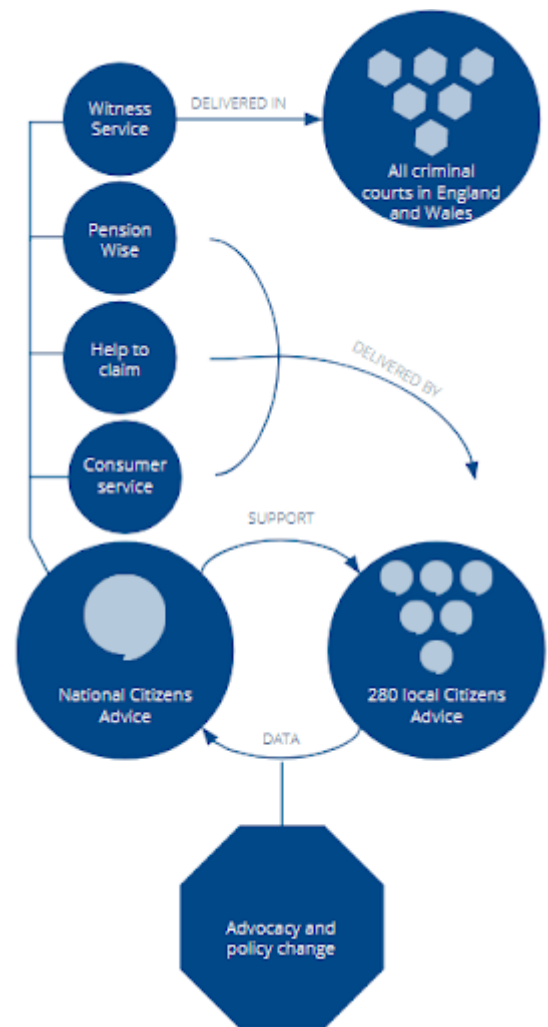 Witness
Service
DELIVERED IN
All criminal
courts in England
and Wales
Pension
Wise
Help to
claim
DELIVERED BY
Consumer
service
SUPPORT
National Citizens
Advice
280 local Citizens
Advice
DATA
Advocacy and
policy change